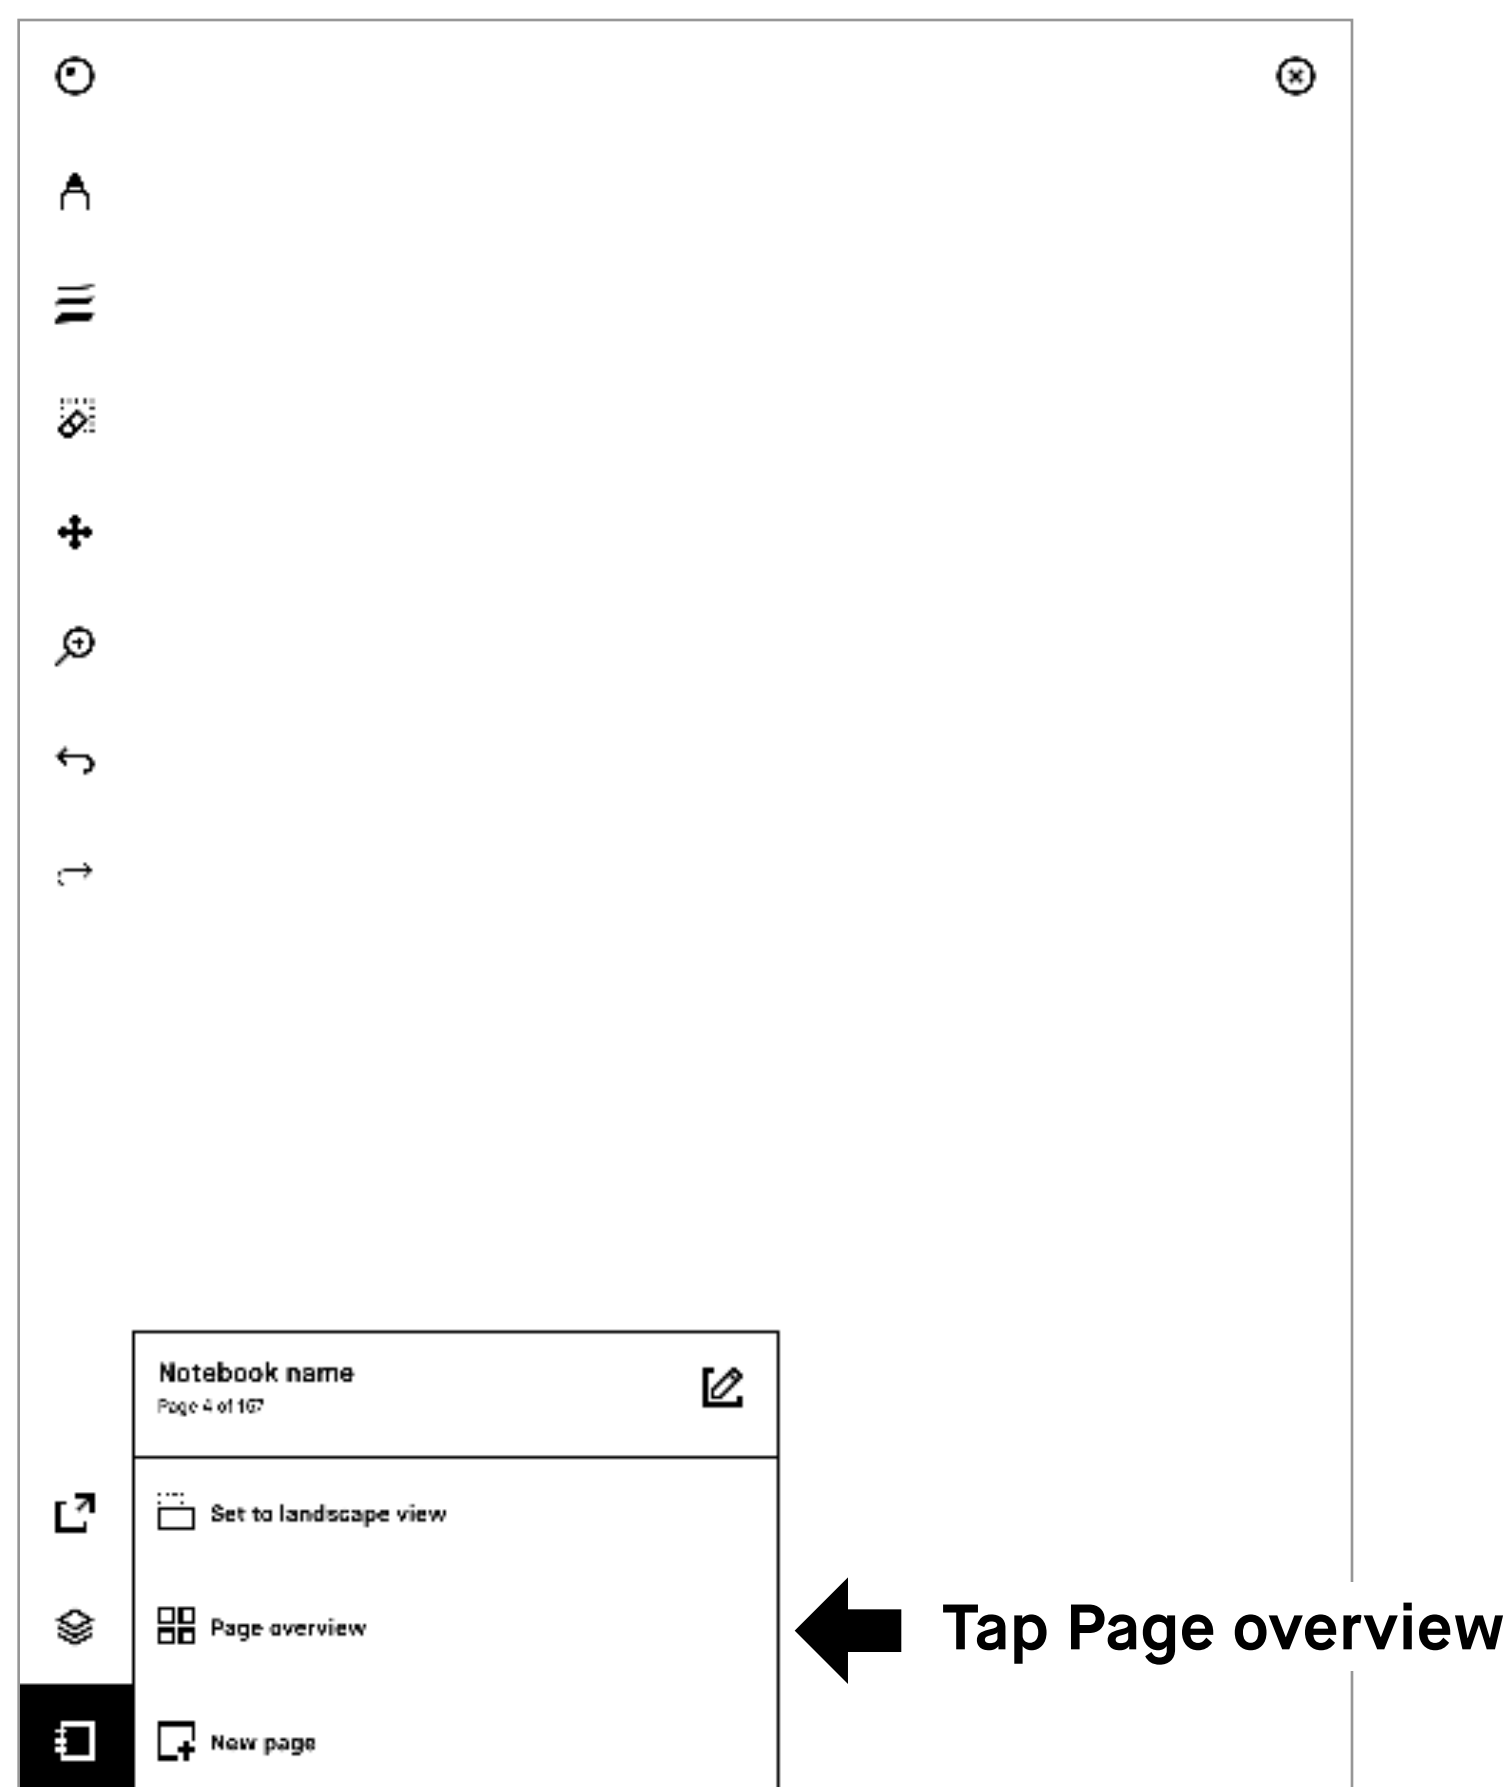 Notebook name
Page 4 of 167
Set to landscape view
Page overview
Tap Page overview
New page